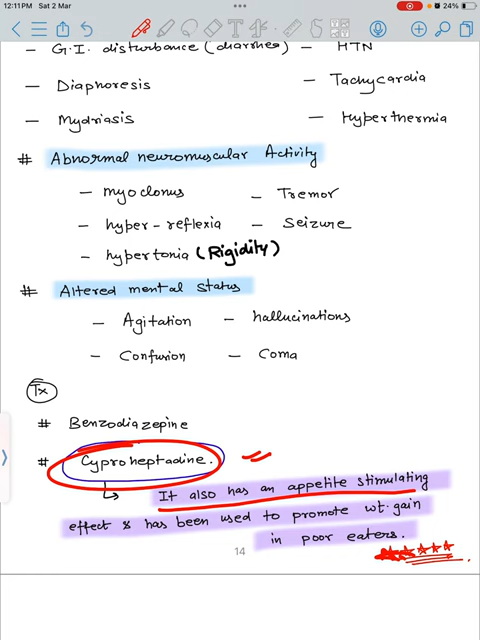 12:11 PM Sat 2 Mar 24%
– G.I. disturbance (diarrhea) – HTN
– Diaphoresis – Tachycardia
– Mydriasis – Hyperthermia
# Abnormal neuromuscular Activity
– myoclonus – Tremor
– hyper-reflexia – Seizure
– hypertonia (Rigidity)
# Altered mental status
– Agitation – hallucinations
– Confusion – Coma
Tx
# Benzodiazepine
# Cyproheptadine.
It also has an appetite stimulating
effect & has been used to promote wt. gain
in poor eaters.
14